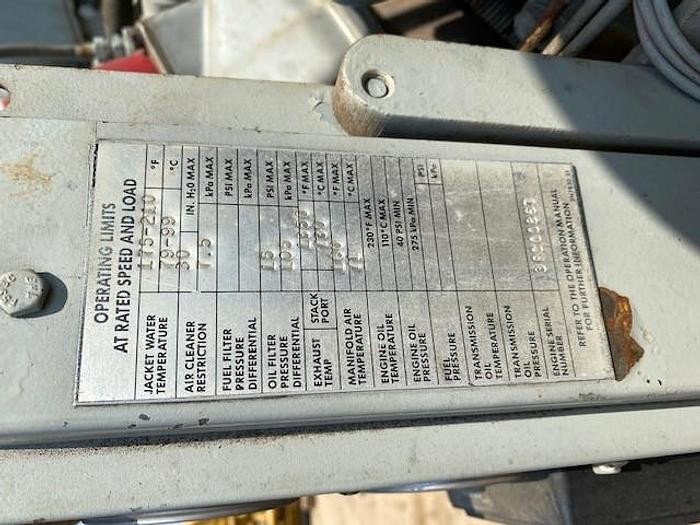 OPERATING LIMITS
AT RATED SPEED AND LOAD
JACKET WATER TEMPERATURE 175-210 °F
79-99 °C
AIR CLEANER RESTRICTION 30 IN. H₂O MAX
7.5 kPa MAX
FUEL FILTER PRESSURE DIFFERENTIAL PSI MAX
kPa MAX
OIL FILTER PRESSURE DIFFERENTIAL 15 PSI MAX
105 kPa MAX
EXHAUST TEMP STACK PORT °F MAX
°C MAX
MANIFOLD AIR TEMPERATURE °F MAX
71 °C MAX
ENGINE OIL TEMPERATURE 230°F MAX
110°C MAX
ENGINE OIL PRESSURE 40 PSI MIN
275 kPa MIN
FUEL PRESSURE PSI
kPa
TRANSMISSION OIL TEMPERATURE
TRANSMISSION OIL PRESSURE
ENGINE SERIAL NUMBER
REFER TO THE OPERATION MANUAL
FOR FURTHER INFORMATION